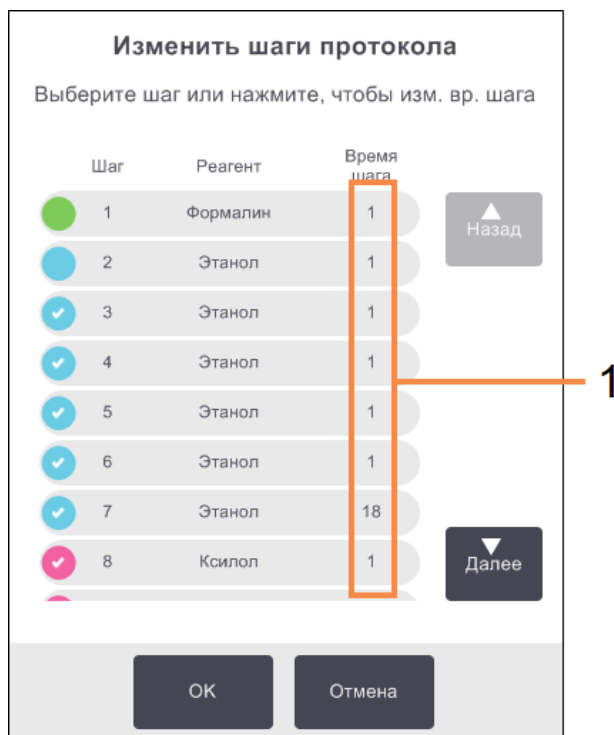 Изменить шаги протокола
Выберите шаг или нажмите, чтобы изм. вр. шага
Шаг Реагент Время шага
1 Формалин 1
Назад
2 Этанол 1
3 Этанол 1
4 Этанол 1
1
5 Этанол 1
6 Этанол 1
7 Этанол 18
8 Ксилол 1
Далее
OK Отмена